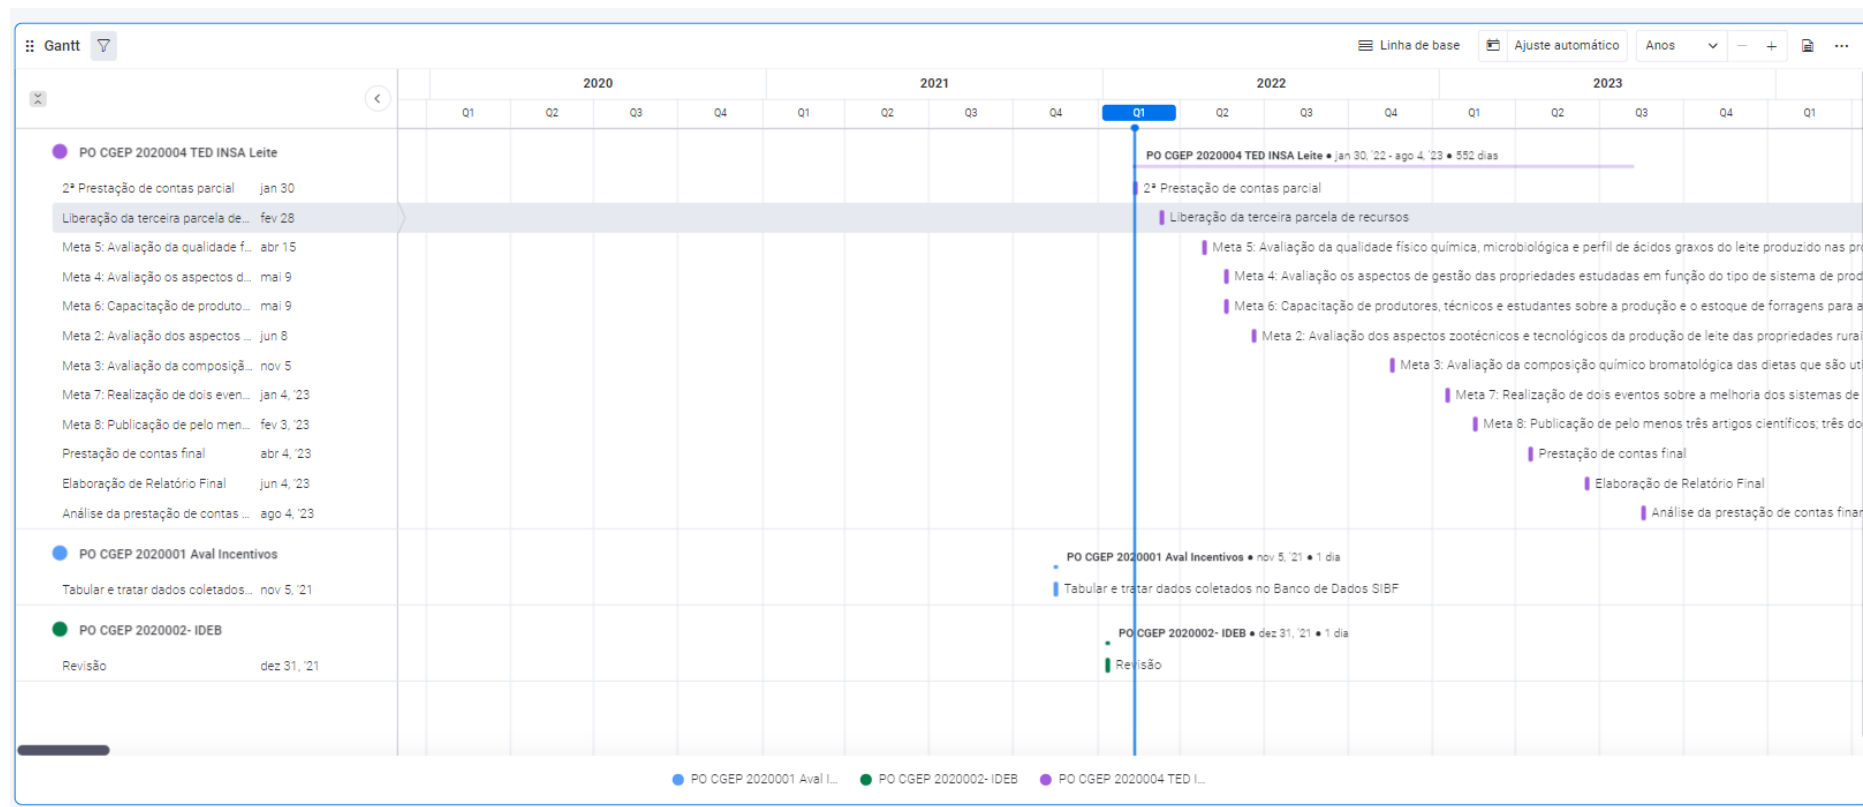 Gantt
Linha de base Ajuste automático Anos
2020 2021 2022 2023
Q1 Q2 Q3 Q4 Q1 Q2 Q3 Q4 Q1 Q2 Q3 Q4 Q1 Q2 Q3 Q4 Q1
PO CGEP 2020004 TED INSA Leite
PO CGEP 2020004 TED INSA Leite • jan 30, '22 - ago 4, '23 • 552 dias
2ª Prestação de contas parcial jan 30 2ª Prestação de contas parcial
Liberação da terceira parcela de... fev 28 Liberação da terceira parcela de recursos
Meta 5: Avaliação da qualidade f... abr 15 Meta 5: Avaliação da qualidade físico química, microbiológica e perfil de ácidos graxos do leite produzido nas pr
Meta 4: Avaliação os aspectos d... mai 9 Meta 4: Avaliação os aspectos de gestão das propriedades estudadas em função do tipo de sistema de prod
Meta 6: Capacitação de produto... mai 9 Meta 6: Capacitação de produtores, técnicos e estudantes sobre a produção e o estoque de forragens para a
Meta 2: Avaliação dos aspectos ... jun 8 Meta 2: Avaliação dos aspectos zootécnicos e tecnológicos da produção de leite das propriedades rurai
Meta 3: Avaliação da composiçã... nov 5 Meta 3: Avaliação da composição químico bromatológica das dietas que são uti
Meta 7: Realização de dois even... jan 4, '23 Meta 7: Realização de dois eventos sobre a melhoria dos sistemas de
Meta 8: Publicação de pelo men... fev 3, '23 Meta 8: Publicação de pelo menos três artigos científicos; três do
Prestação de contas final abr 4, '23 Prestação de contas final
Elaboração de Relatório Final jun 4, '23 Elaboração de Relatório Final
Análise da prestação de contas ... ago 4, '23 Análise da prestação de contas finan
PO CGEP 2020001 Aval Incentivos
PO CGEP 2020001 Aval Incentivos • nov 5, '21 • 1 dia
Tabular e tratar dados coletados... nov 5, '21 Tabular e tratar dados coletados no Banco de Dados SIBF
PO CGEP 2020002- IDEB
PO CGEP 2020002- IDEB • dez 31, '21 • 1 dia
Revisão dez 31, '21 Revisão
PO CGEP 2020001 Aval I... PO CGEP 2020002- IDEB PO CGEP 2020004 TED I...